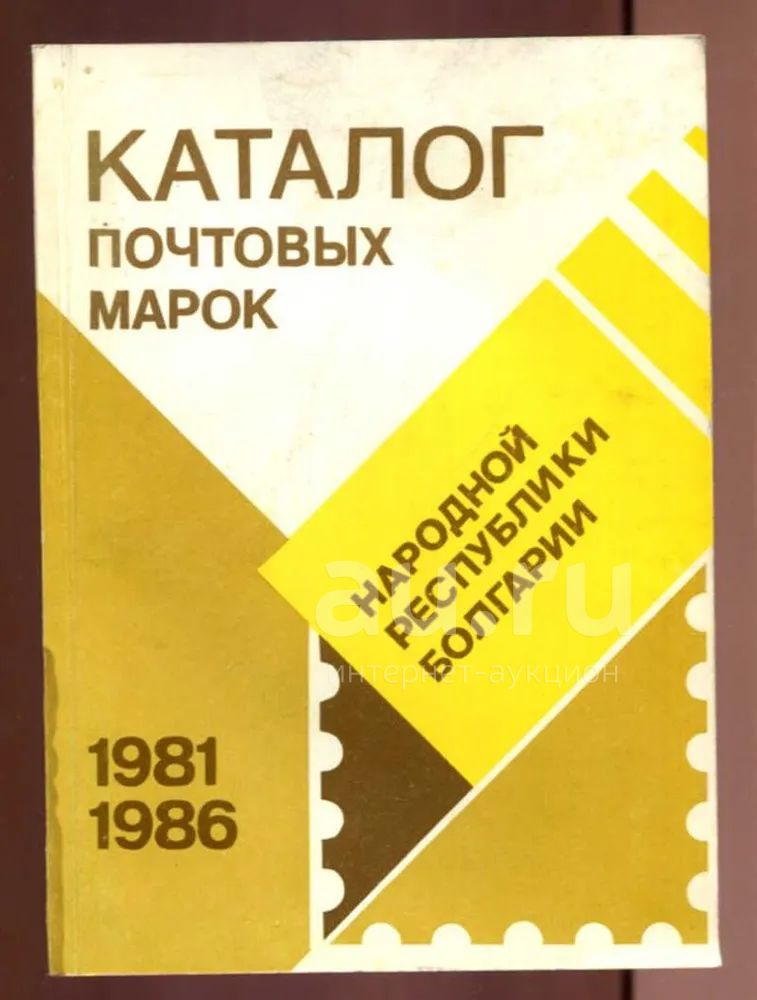 КАТАЛОГ
ПОЧТОВЫХ
МАРОК
НАРОДНОЙ
РЕСПУБЛИКИ
БОЛГАРИИ
au.ru
интернет-аукцион
1981
1986